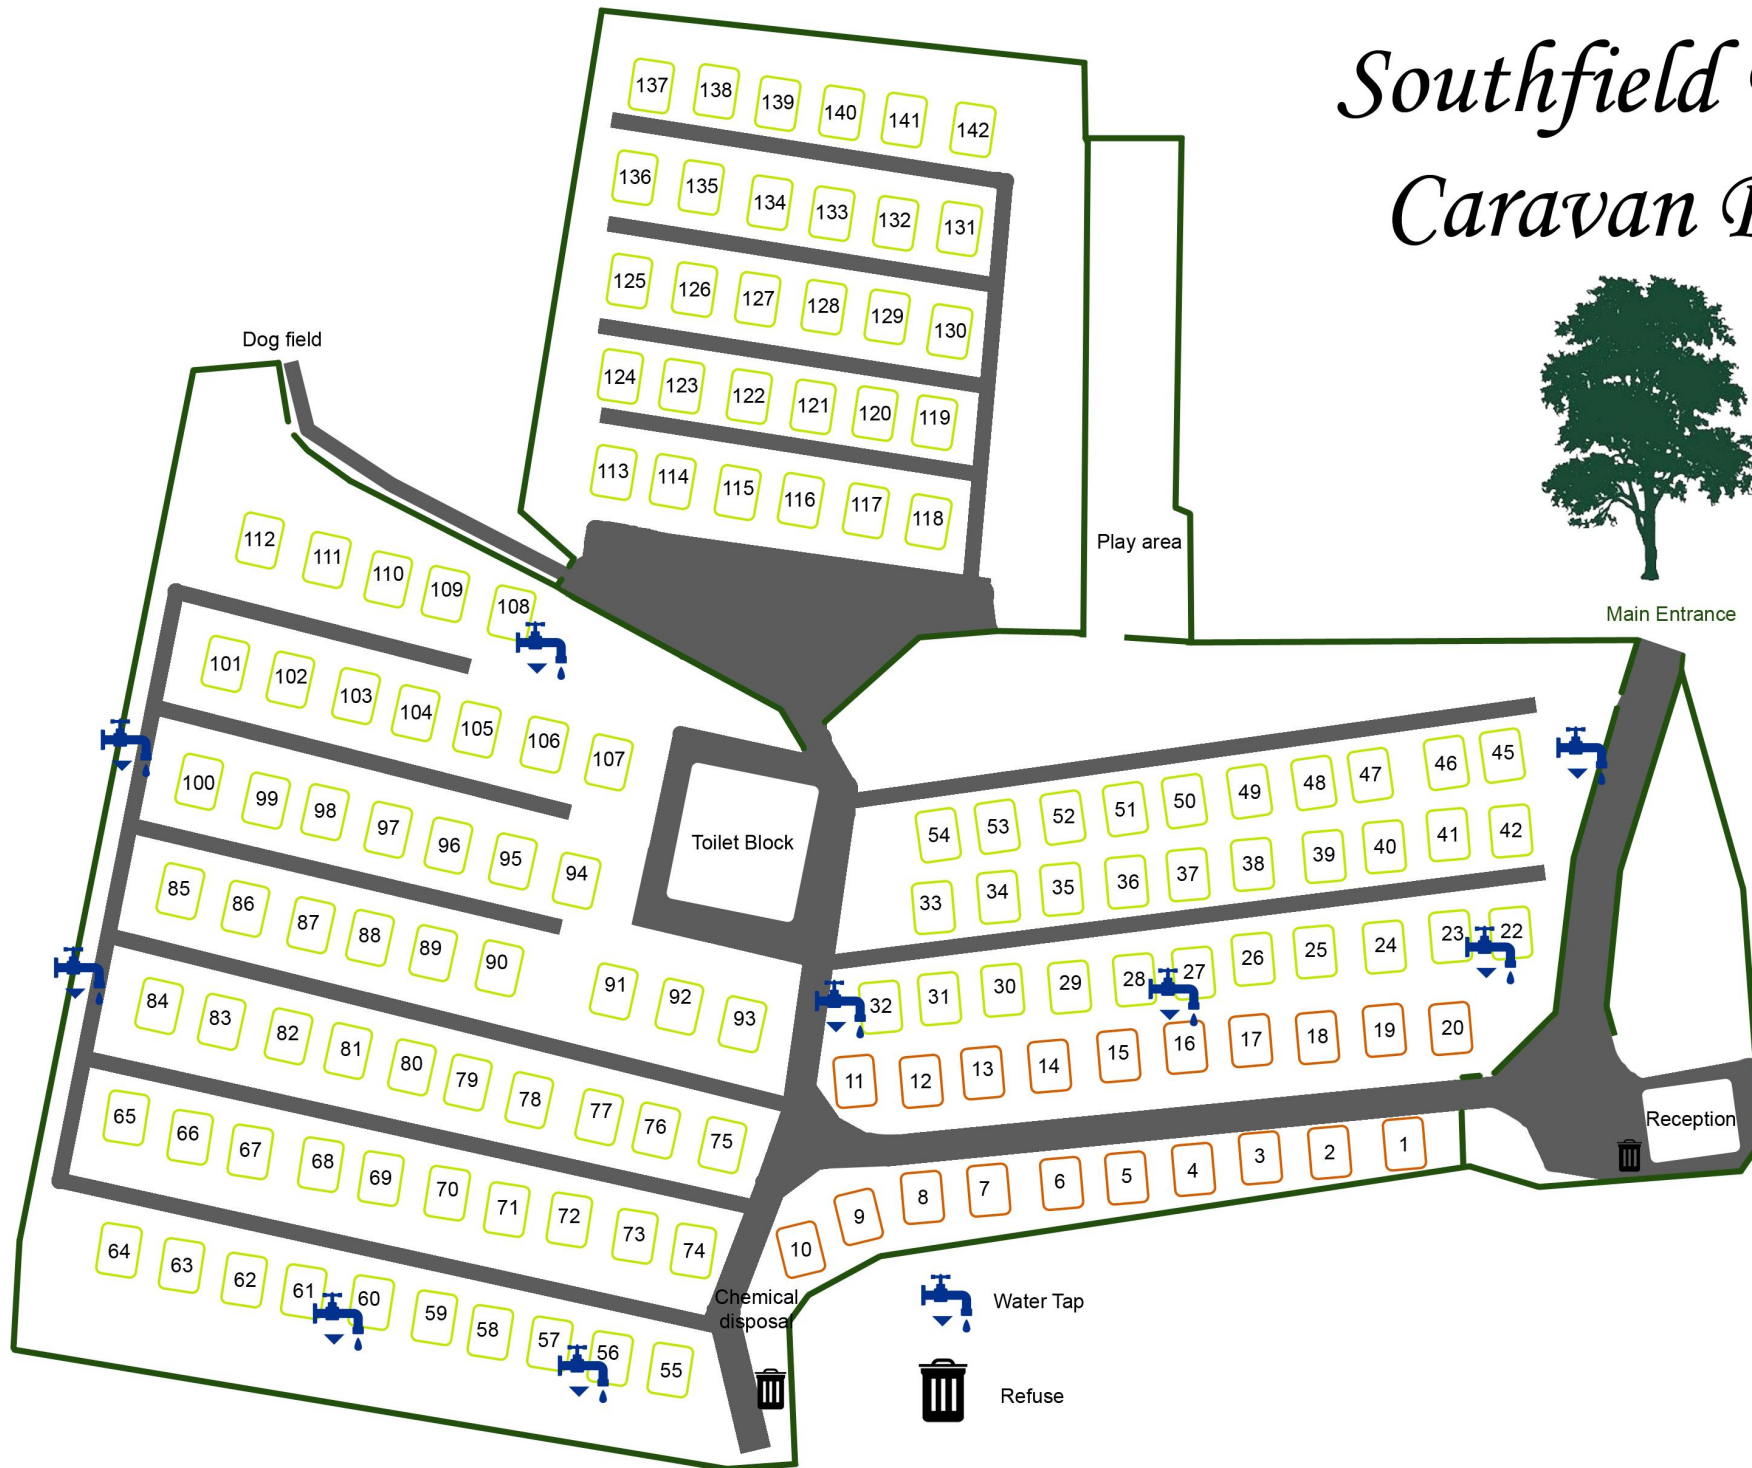 Southfield
Caravan
137 138 139 140 141 142
136 135 134 133 132 131
125 126 127 128 129 130
124 123 122 121 120 119
113 114 115 116 117 118
Dog field
Play area
Main Entrance
112 111 110 109 108
101 102 103 104 105 106 107
100 99 98 97 96 95 94
85 86 87 88 89 90 91 92 93
84 83 82 81 80 79 78 77 76 75
65 66 67 68 69 70 71 72 73 74
64 63 62 61 60 59 58 57 56 55
Toilet Block
54 53 52 51 50 49 48 47 46 45
33 34 35 36 37 38 39 40 41 42
32 31 30 29 28 27 26 25 24 23 22
11 12 13 14 15 16 17 18 19 20
10 9 8 7 6 5 4 3 2 1
Reception
Chemical
disposal
Water Tap
Refuse